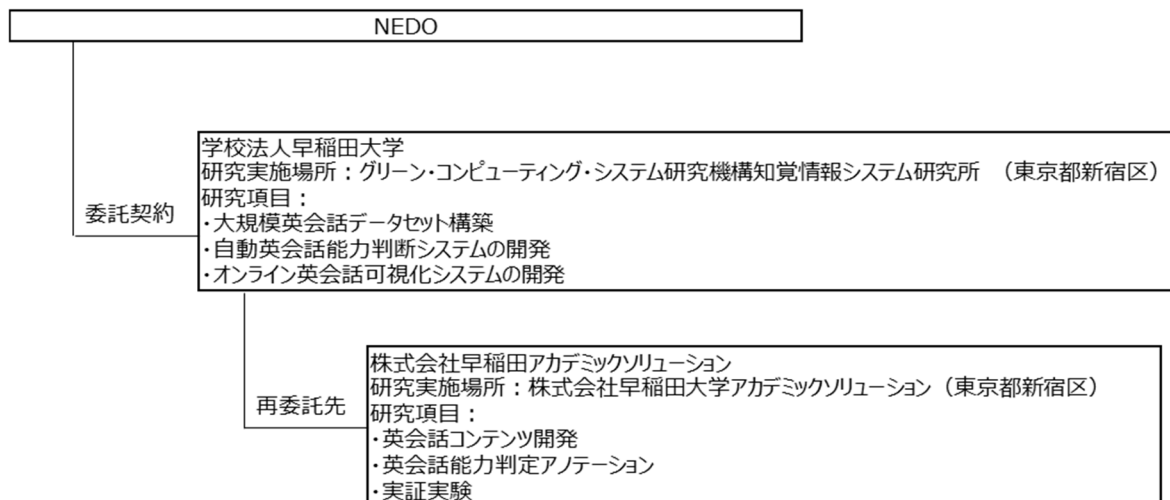 NEDO
委託契約
学校法人早稲田大学
研究実施場所：グリーン・コンピューティング・システム研究機構知覚情報システム研究所　（東京都新宿区）
研究項目：
・大規模英会話データセット構築
・自動英会話能力判断システムの開発
・オンライン英会話可視化システムの開発
再委託先
株式会社早稲田アカデミックソリューション
研究実施場所：株式会社早稲田大学アカデミックソリューション（東京都新宿区）
研究項目：
・英会話コンテンツ開発
・英会話能力判定アノテーション
・実証実験